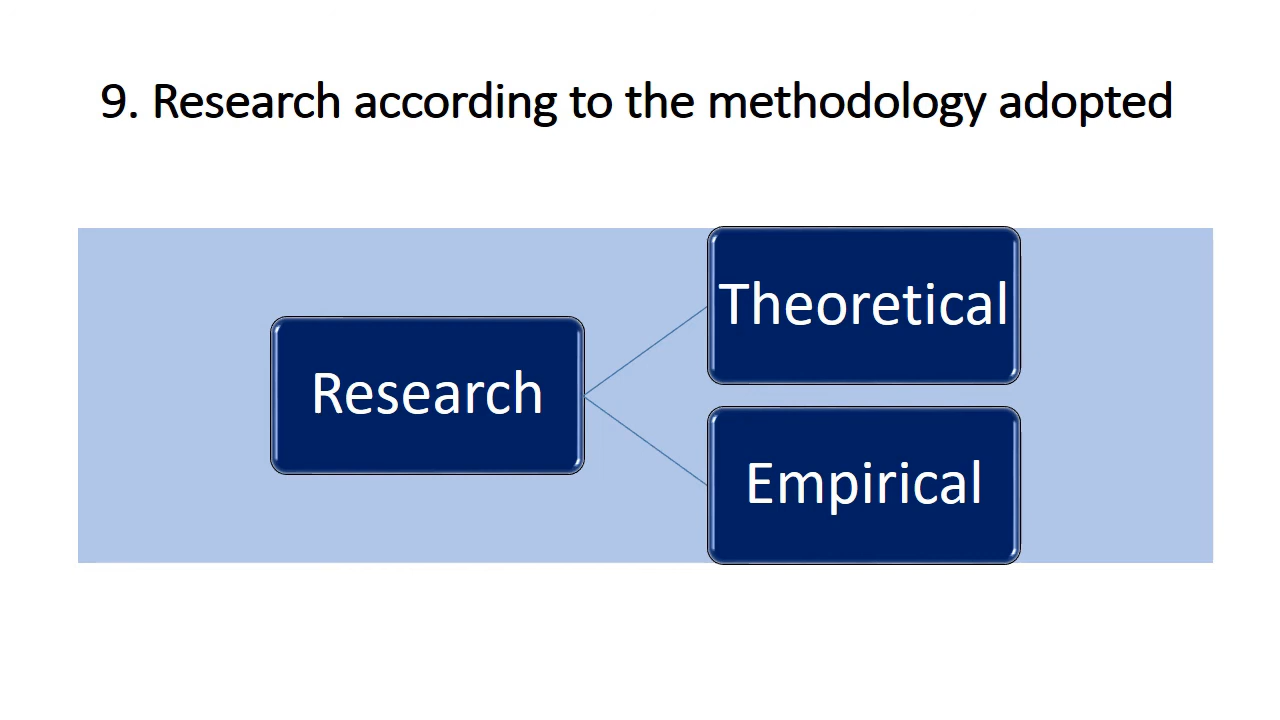 9. Research according to the methodology adopted
Research
Theoretical
Empirical